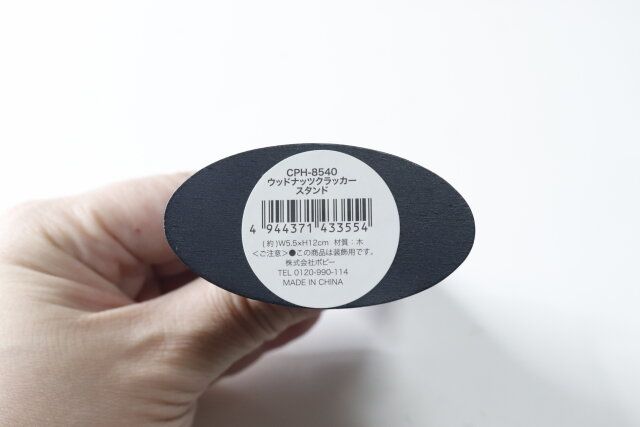 CPH-8540
ウッドナッツクラッカー
スタンド
4 944371 433554
(約)W5.5×H12cm 材質：木
＜ご注意＞●この商品は装飾用です。
株式会社ポピー
TEL 0120-990-114
MADE IN CHINA